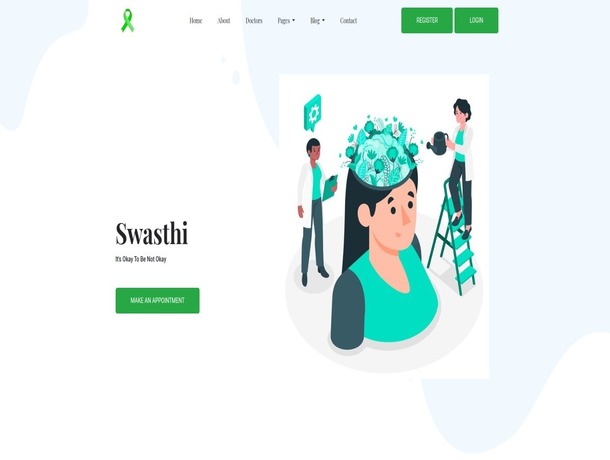 Home About Doctors Pages Blog Contact REGISTER LOGIN
Swasthi
It's Okay To Be Not Okay
MAKE AN APPOINTMENT